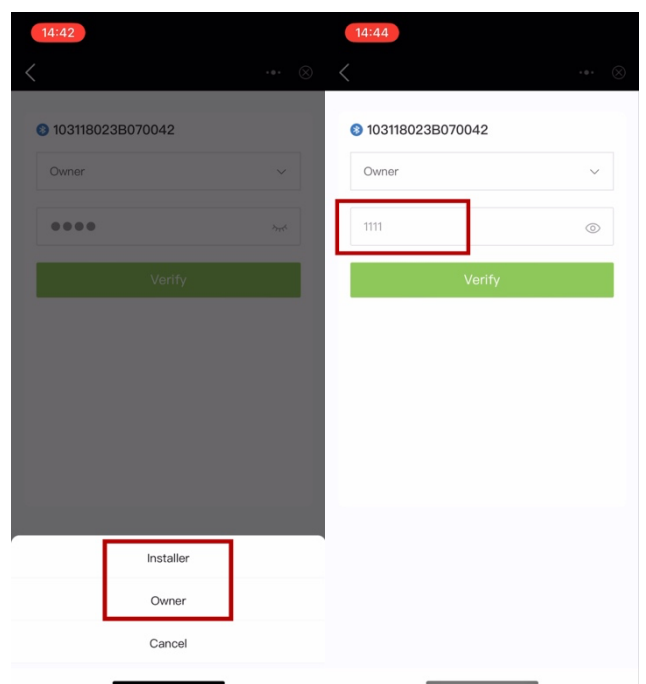 14:42
103118023B070042
Owner
Verify
Installer
Owner
Cancel
14:44
103118023B070042
Owner
1111
Verify